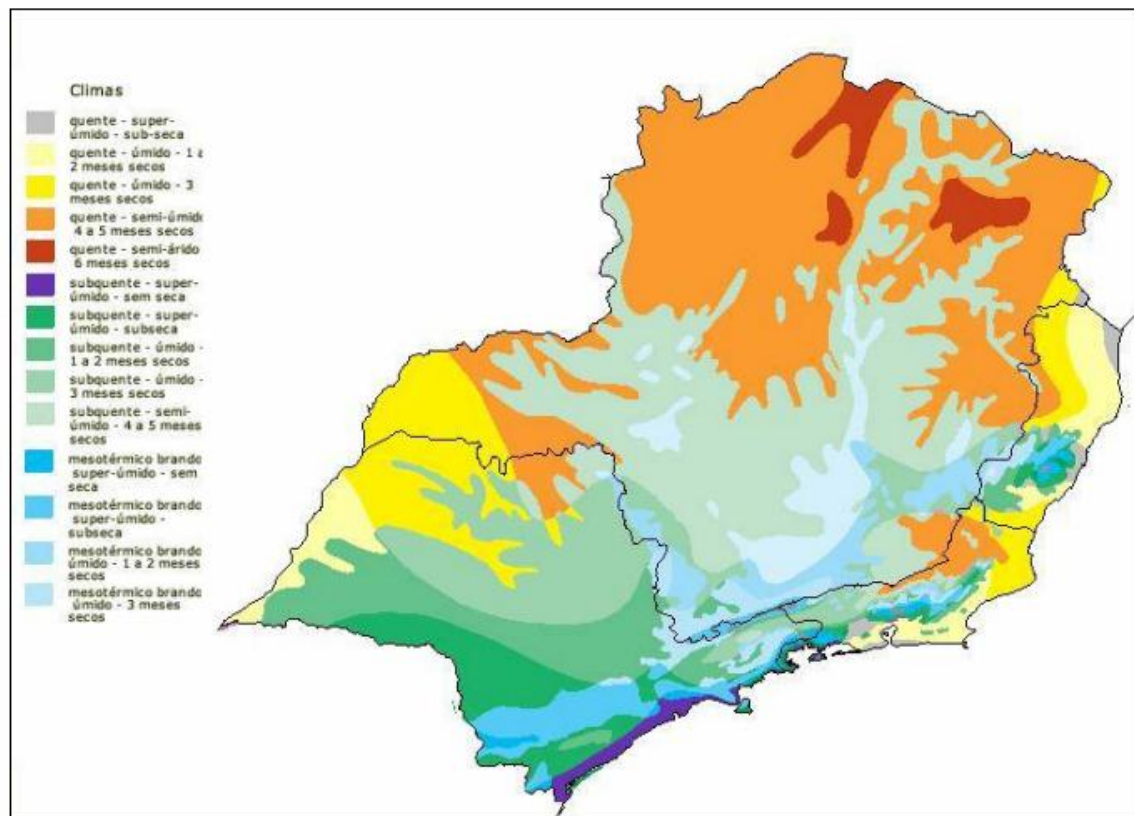 Climas
quente - super-
úmido - sub-seca
quente - úmido - 1 a
2 meses secos
quente - úmido - 3
meses secos
quente - semi-úmido
4 a 5 meses secos
quente - semi-árido
6 meses secos
subquente - super-
úmido - sem seca
subquente - super-
úmido - subseca
subquente - úmido -
1 a 2 meses secos
subquente - úmido -
3 meses secos
subquente - semi-
úmido - 4 a 5 meses
secos
mesotérmico brando
super-úmido - sem
seca
mesotérmico brando
super-úmido -
subseca
mesotérmico brando
úmido - 1 a 2 meses
secos
mesotérmico brando
úmido - 3 meses
secos